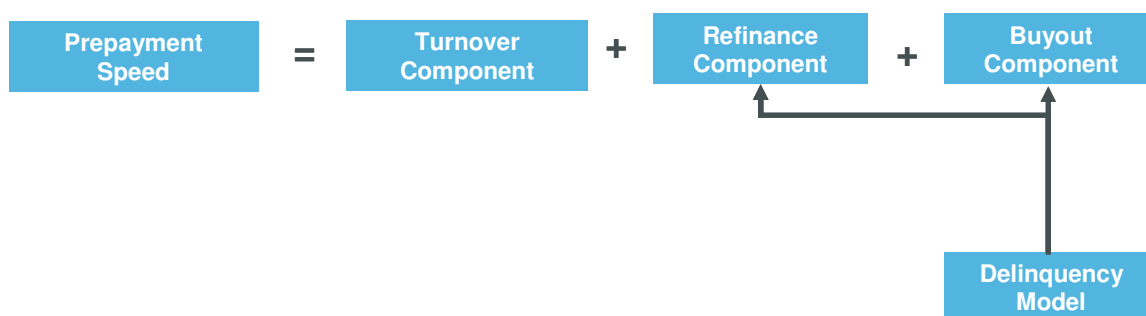 Prepayment
Speed
=
Turnover
Component
+
Refinance
Component
+
Buyout
Component
Delinquency
Model